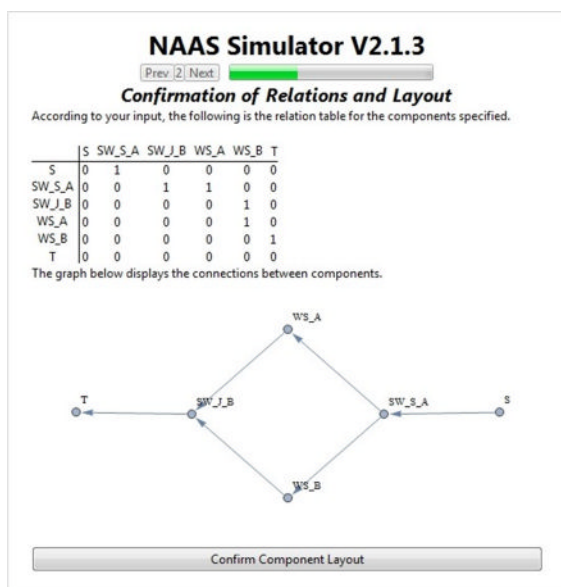 NAAS Simulator V2.1.3
Prev 2 Next
Confirmation of Relations and Layout
According to your input, the following is the relation table for the components specified.
S SW_S_A SW_J_B WS_A WS_B T
S 0 1 0 0 0 0
SW_S_A 0 0 1 1 0 0
SW_J_B 0 0 0 0 1 0
WS_A 0 0 0 0 1 0
WS_B 0 0 0 0 0 1
T 0 0 0 0 0 0
The graph below displays the connections between components.
WS_A
T
SW_J_B
SW_S_A
S
WS_B
Confirm Component Layout